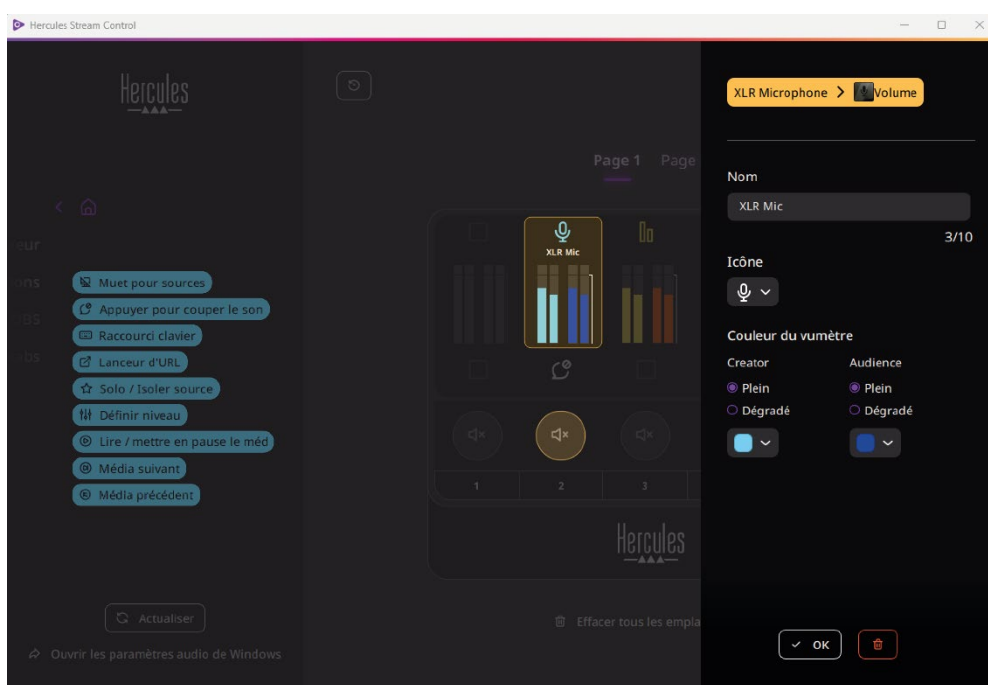 Hercules Stream Control
Hercules
XLR Microphone > Volume
Page 1 Page
Nom
XLR Mic
3/10
eur
XLR Mic
Icône
ons
Muet pour sources
Appuyer pour couper le son
Raccourci clavier
Couleur du vumètre
Lanceur d'URL
Creator Audience
Solo / Isoler source
Plein Plein
Définir niveau
Dégradé Dégradé
Lire / mettre en pause le méd
Média suivant
Média précédent
1 2 3
Hercules
Actualiser
Effacer tous les empla
OK
Ouvrir les paramètres audio de Windows